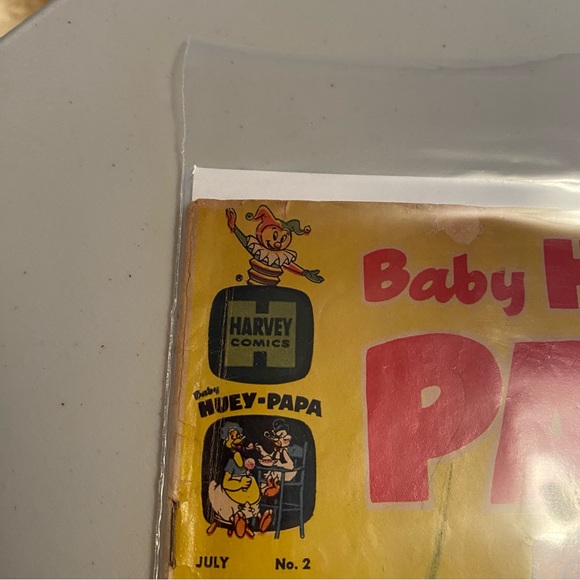 Baby H
PA
®
HARVEY
COMICS
Baby
HUEY-PAPA
JULY No. 2